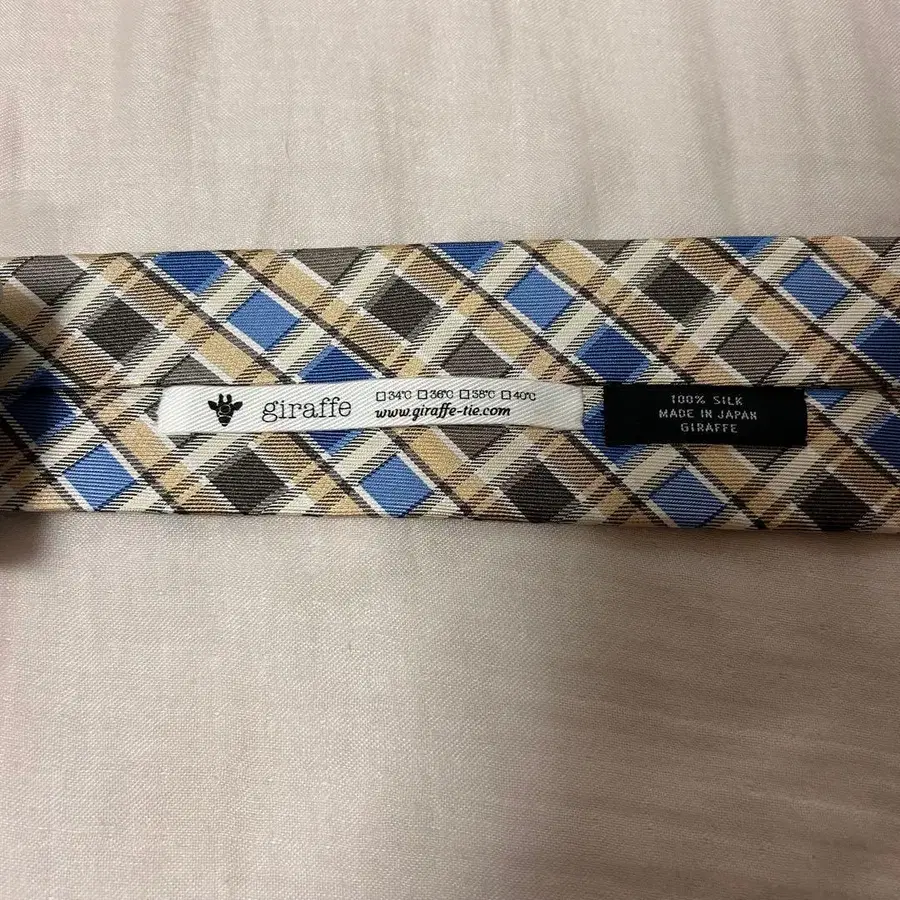 giraffe
□34℃ □36℃ □38℃ □40℃
www.giraffe-tie.com
100% SILK
MADE IN JAPAN
GIRAFFE